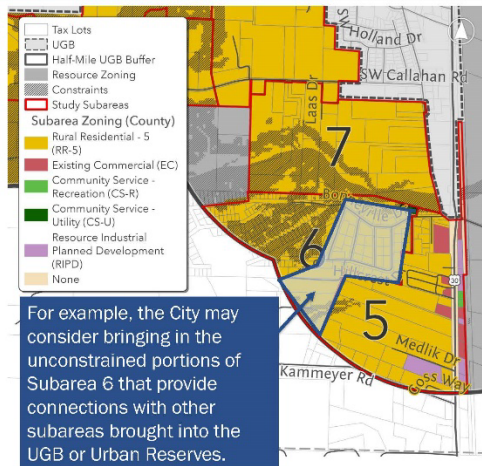 Tax Lots
UGB
Half-Mile UGB Buffer
Resource Zoning
Constraints
Study Subareas
Subarea Zoning (County)
Rural Residential - 5
(RR-5)
Existing Commercial (EC)
Community Service -
Recreation (CS-R)
Community Service -
Utility (CS-U)
Resource Industrial
Planned Development
(RIPD)
None
SW Holland Dr
SW Callahan Rd
Laas Dr
7
6
30
5
Medlik Dr
Goss Way
Kammeyer Rd
For example, the City may
consider bringing in the
unconstrained portions of
Subarea 6 that provide
connections with other
subareas brought into the
UGB or Urban Reserves.